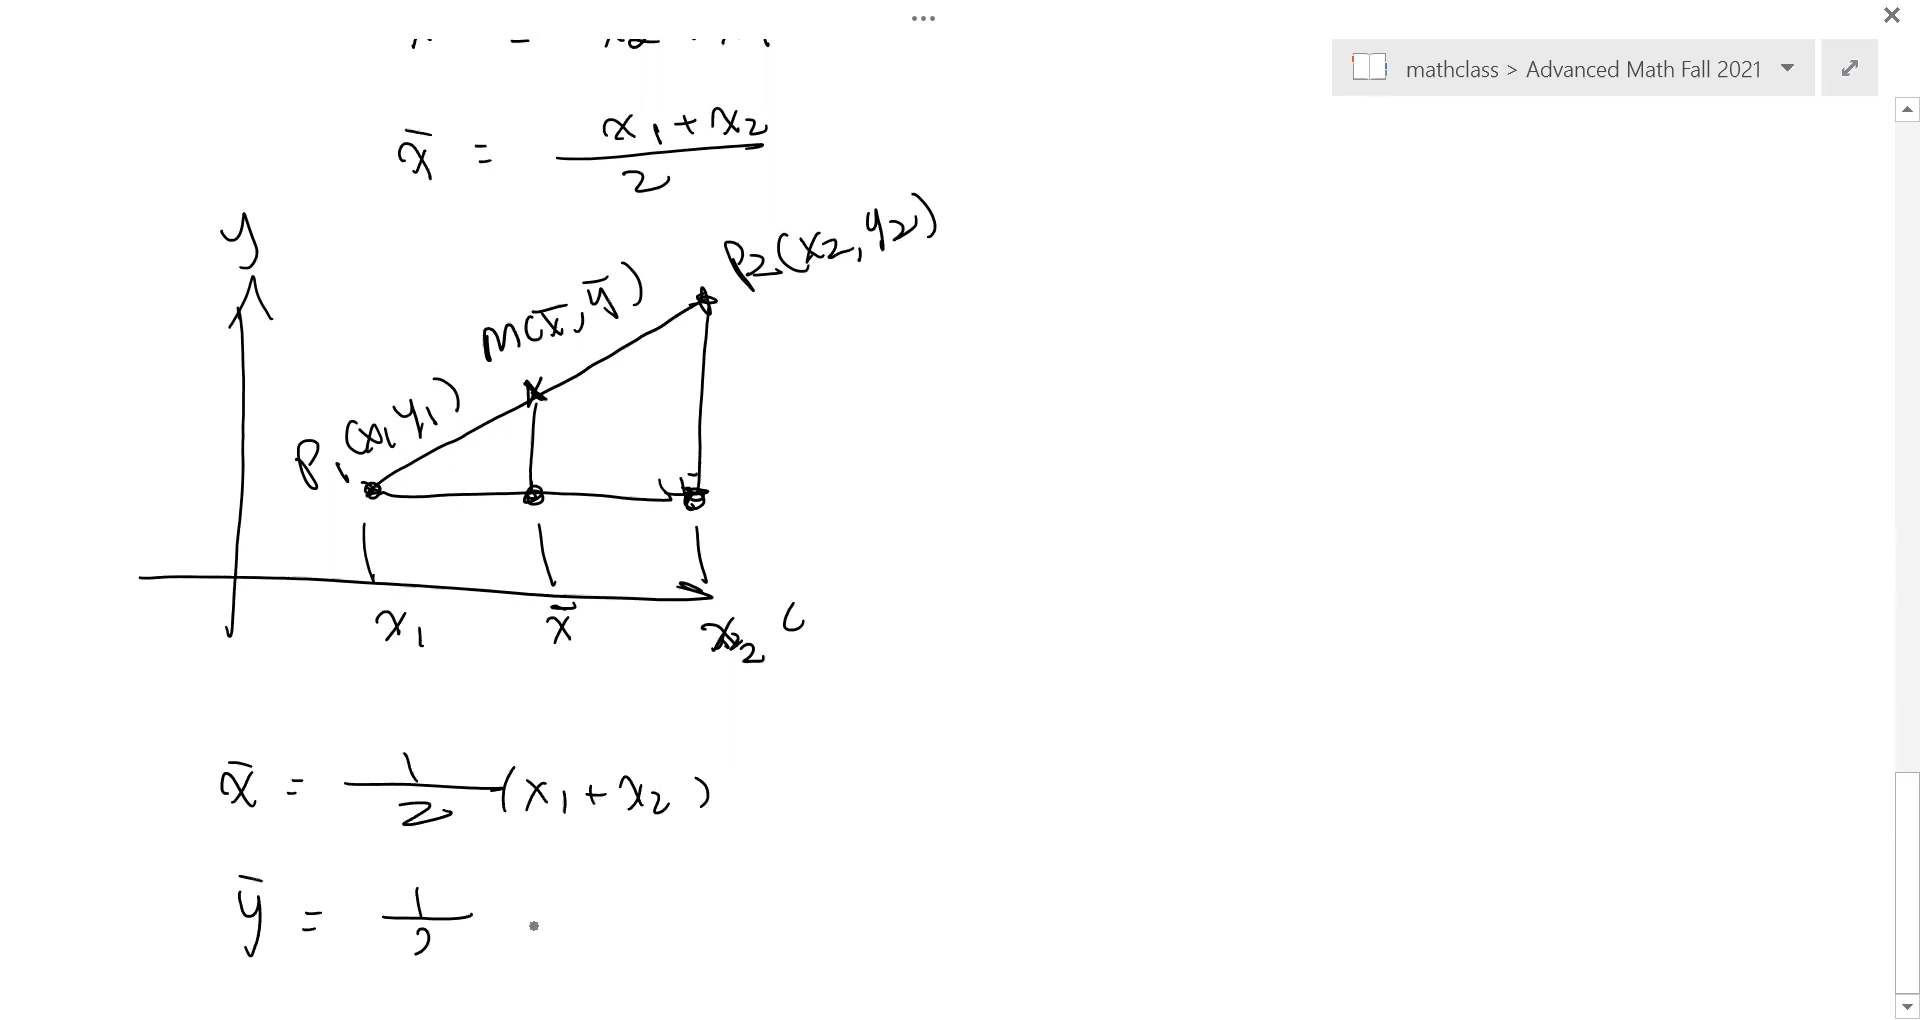 mathclass > Advanced Math Fall 2021
x̄ = x₁ + x₂ / 2
y
P₂(x₂, y₂)
M(x̄, ȳ)
P₁(x₁, y₁)
x₁ x̄ x₂
x̄ = 1/2 (x₁ + x₂)
ȳ = 1/2